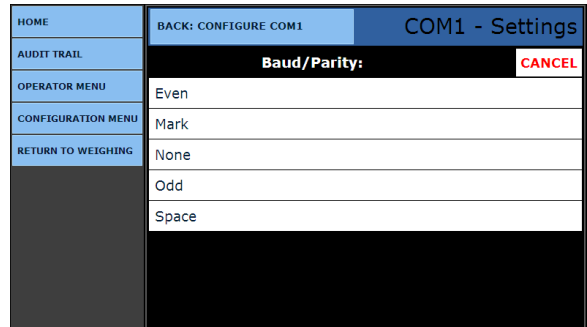 HOME
AUDIT TRAIL
OPERATOR MENU
CONFIGURATION MENU
RETURN TO WEIGHING
BACK: CONFIGURE COM1
COM1 - Settings
Baud/Parity:
CANCEL
Even
Mark
None
Odd
Space